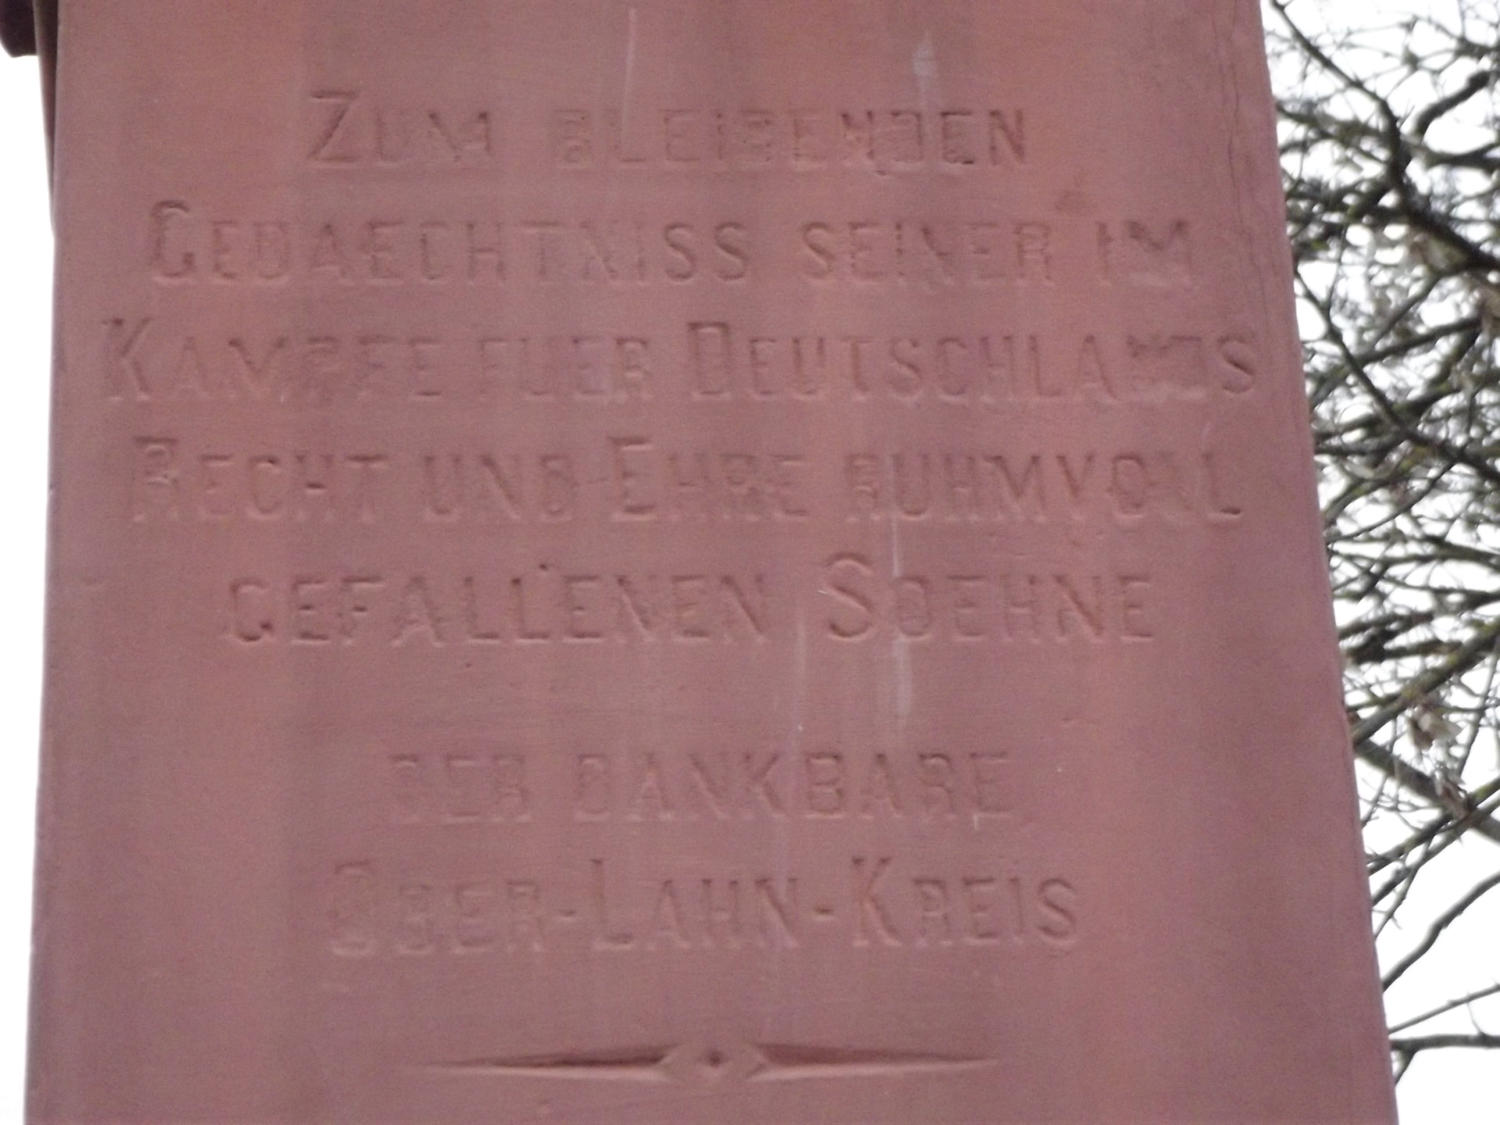 ZUM BLEIBENDEN
GEDAECHTNISS SEINER IM
KAMPFE FUER DEUTSCHLANDS
RECHT UND EHRE RUHMVOLL
GEFALLENEN SOEHNE
DER DANKBARE
OBER-LAHN-KREIS